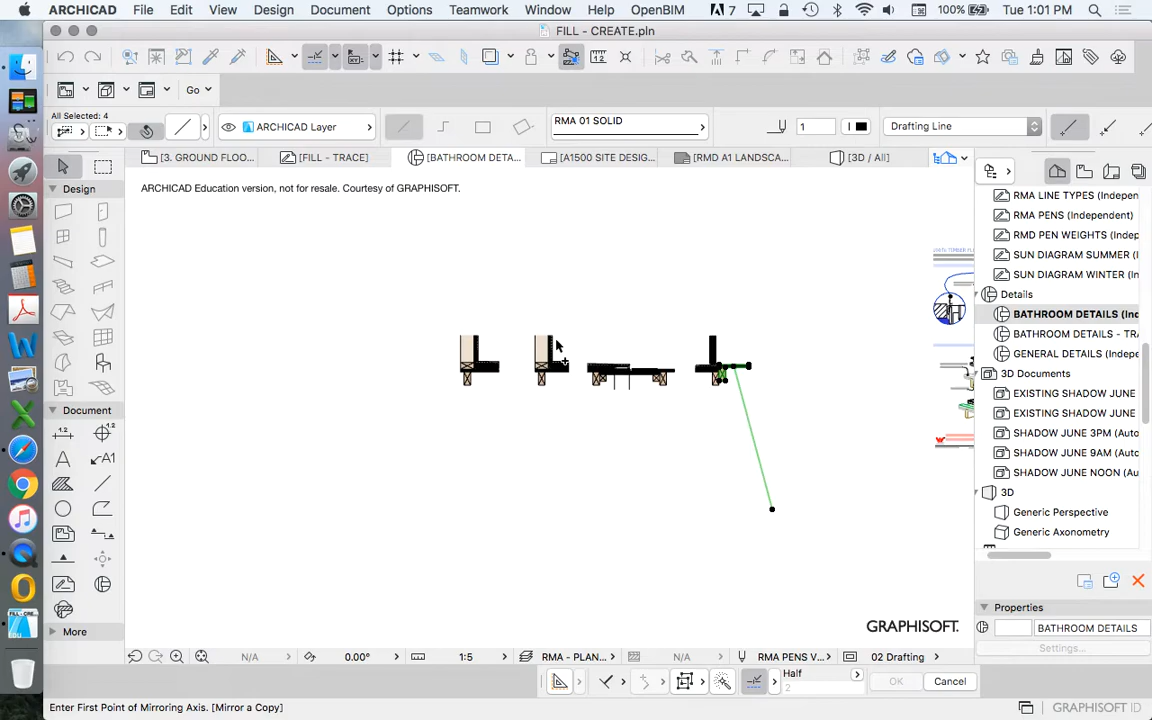 ARCHICAD File Edit View Design Document Options Teamwork Window Help OpenBIM 7 100% Tue 1:01 PM
FILL - CREATE.pln
Go
All Selected: 4
ARCHICAD Layer
RMA 01 SOLID
1
Drafting Line
[3. GROUND FLOO...
[FILL - TRACE]
[BATHROOM DETA...
[A1500 SITE DESIG...
[RMD A1 LANDSCA...
[3D / All]
Design
ARCHICAD Education version, not for resale. Courtesy of GRAPHISOFT.
RMA LINE TYPES (Indepen
RMA PENS (Independent)
RMD PEN WEIGHTS (Indep
SUN DIAGRAM SUMMER (I
SUN DIAGRAM WINTER (In
Details
BATHROOM DETAILS (Ind
BATHROOM DETAILS - TRA
GENERAL DETAILS (Indepe
3D Documents
EXISTING SHADOW JUNE
EXISTING SHADOW JUNE
SHADOW JUNE 3PM (Auto
SHADOW JUNE 9AM (Auto
SHADOW JUNE NOON (Au
3D
Generic Perspective
Generic Axonometry
Document
A
A1
More
GRAPHISOFT.
Properties
BATHROOM DETAILS
Settings...
N/A
0.00°
1:5
RMA - PLAN...
N/A
RMA PENS V...
02 Drafting
Half
2
OK
Cancel
Enter First Point of Mirroring Axis. [Mirror a Copy]
GRAPHISOFT ID